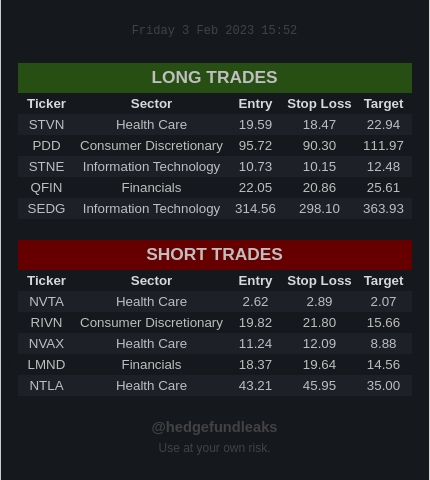 Friday 3 Feb 2023 15:52
LONG TRADES
Ticker Sector Entry Stop Loss Target
STVN Health Care 19.59 18.47 22.94
PDD Consumer Discretionary 95.72 90.30 111.97
STNE Information Technology 10.73 10.15 12.48
QFIN Financials 22.05 20.86 25.61
SEDG Information Technology 314.56 298.10 363.93
SHORT TRADES
Ticker Sector Entry Stop Loss Target
NVTA Health Care 2.62 2.89 2.07
RIVN Consumer Discretionary 19.82 21.80 15.66
NVAX Health Care 11.24 12.09 8.88
LMND Financials 18.37 19.64 14.56
NTLA Health Care 43.21 45.95 35.00
@hedgefundleaks
Use at your own risk.